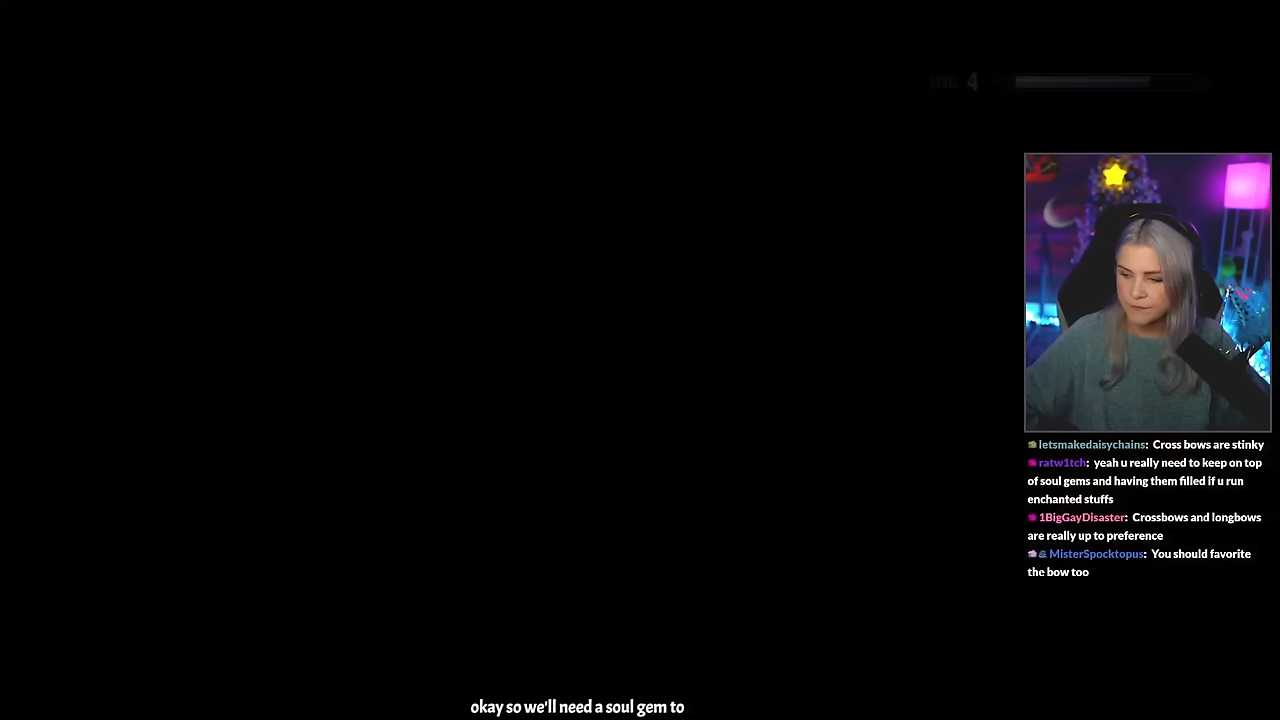 LEVEL 4
letsmakedaisychains: Cross bows are stinky
ratw1tch: yeah u really need to keep on top
of soul gems and having them filled if u run
enchanted stuffs
1BigGayDisaster: Crossbows and longbows
are really up to preference
MisterSpocktopus: You should favorite
the bow too
okay so we'll need a soul gem to